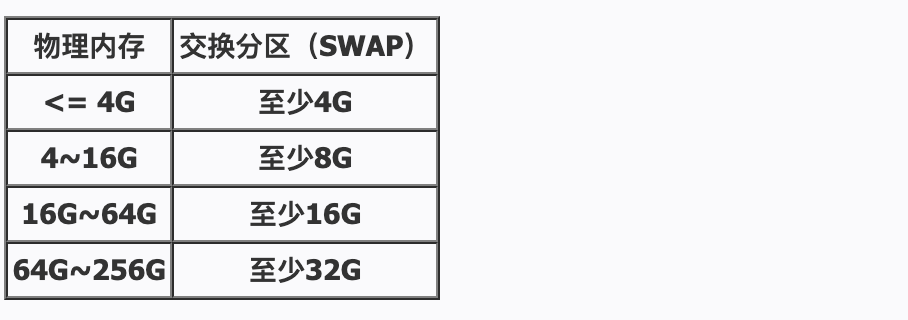 物理内存 交换分区（SWAP）
<= 4G 至少4G
4~16G 至少8G
16G~64G 至少16G
64G~256G 至少32G